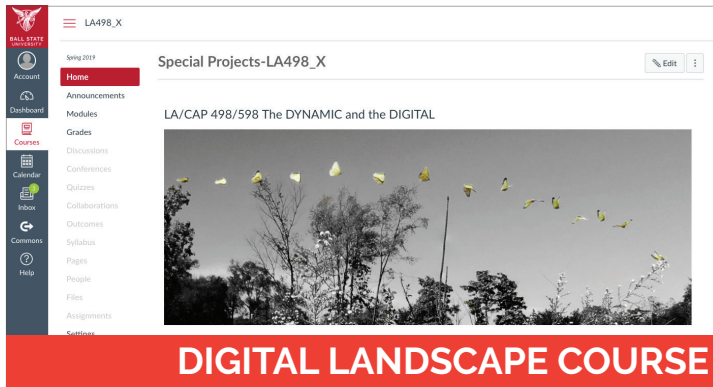 BALL STATE
UNIVERSITY
Account
Dashboard
Courses
Calendar
2
Inbox
Commons
Help
LA498_X
Spring 2019
Home
Announcements
Modules
Grades
Discussions
Conferences
Quizzes
Collaborations
Outcomes
Syllabus
Pages
People
Files
Assignments
Settings
Special Projects-LA498_X
Edit
LA/CAP 498/598 The DYNAMIC and the DIGITAL
DIGITAL LANDSCAPE COURSE